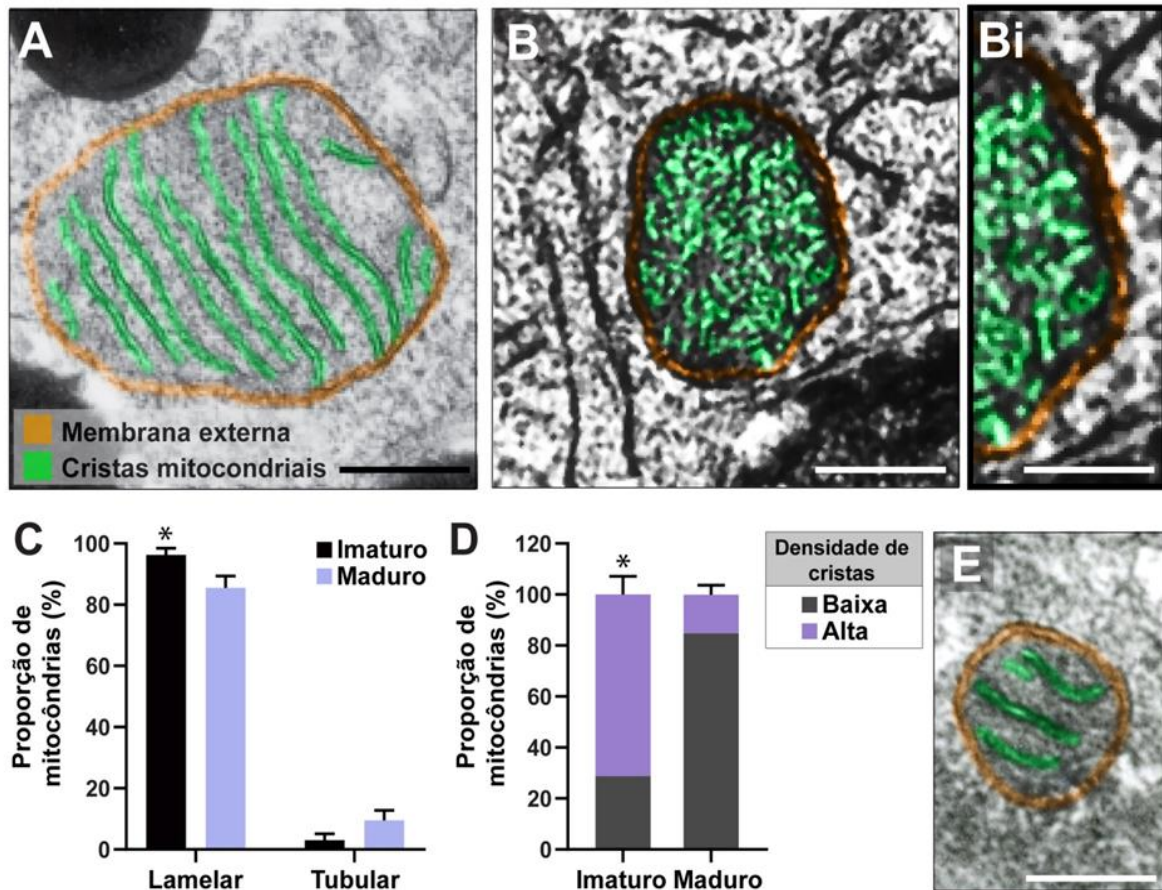 A
B
Bi
Membrana externa
Cristas mitocondriais
C
Proporção de
mitocôndrias (%)
100
80
60
40
20
0
*
Imaturo
Maduro
Lamelar
Tubular
D
Proporção de
mitocôndrias (%)
120
100
80
60
40
20
0
*
Imaturo
Maduro
Densidade de
cristas
Baixa
Alta
E